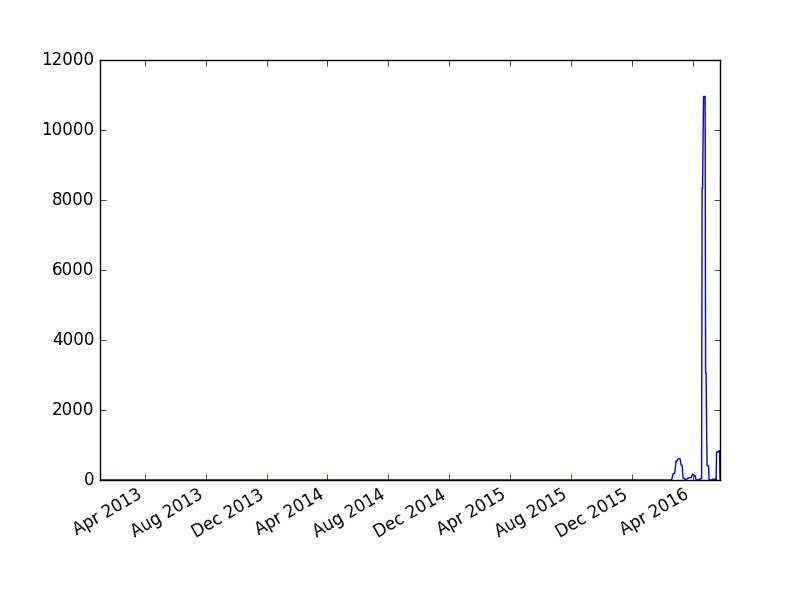 12000
10000
8000
6000
4000
2000
0
Apr 2013
Aug 2013
Dec 2013
Apr 2014
Aug 2014
Dec 2014
Apr 2015
Aug 2015
Dec 2015
Apr 2016